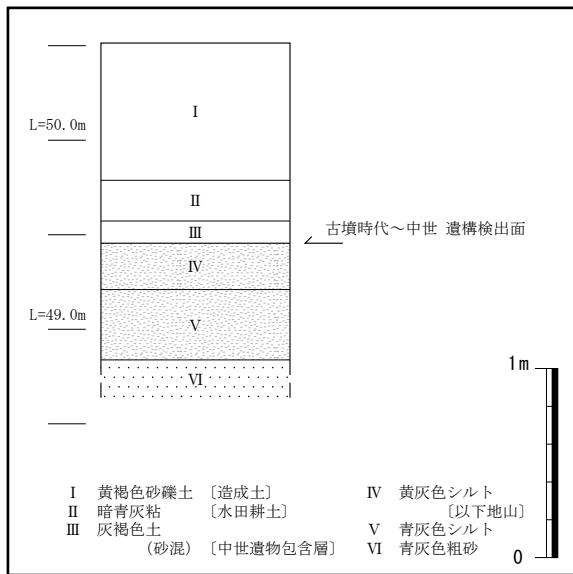 Ⅰ
L=50.0m
Ⅱ
Ⅲ
古墳時代～中世 遺構検出面
Ⅳ
L=49.0m
Ⅴ
Ⅵ
1m
0
Ⅰ 黄褐色砂礫土 〔造成土〕
Ⅱ 暗青灰粘 〔水田耕土〕
Ⅲ 灰褐色土
(砂混) 〔中世遺物包含層〕
Ⅳ 黄灰色シルト
〔以下地山〕
Ⅴ 青灰色シルト
Ⅵ 青灰色粗砂